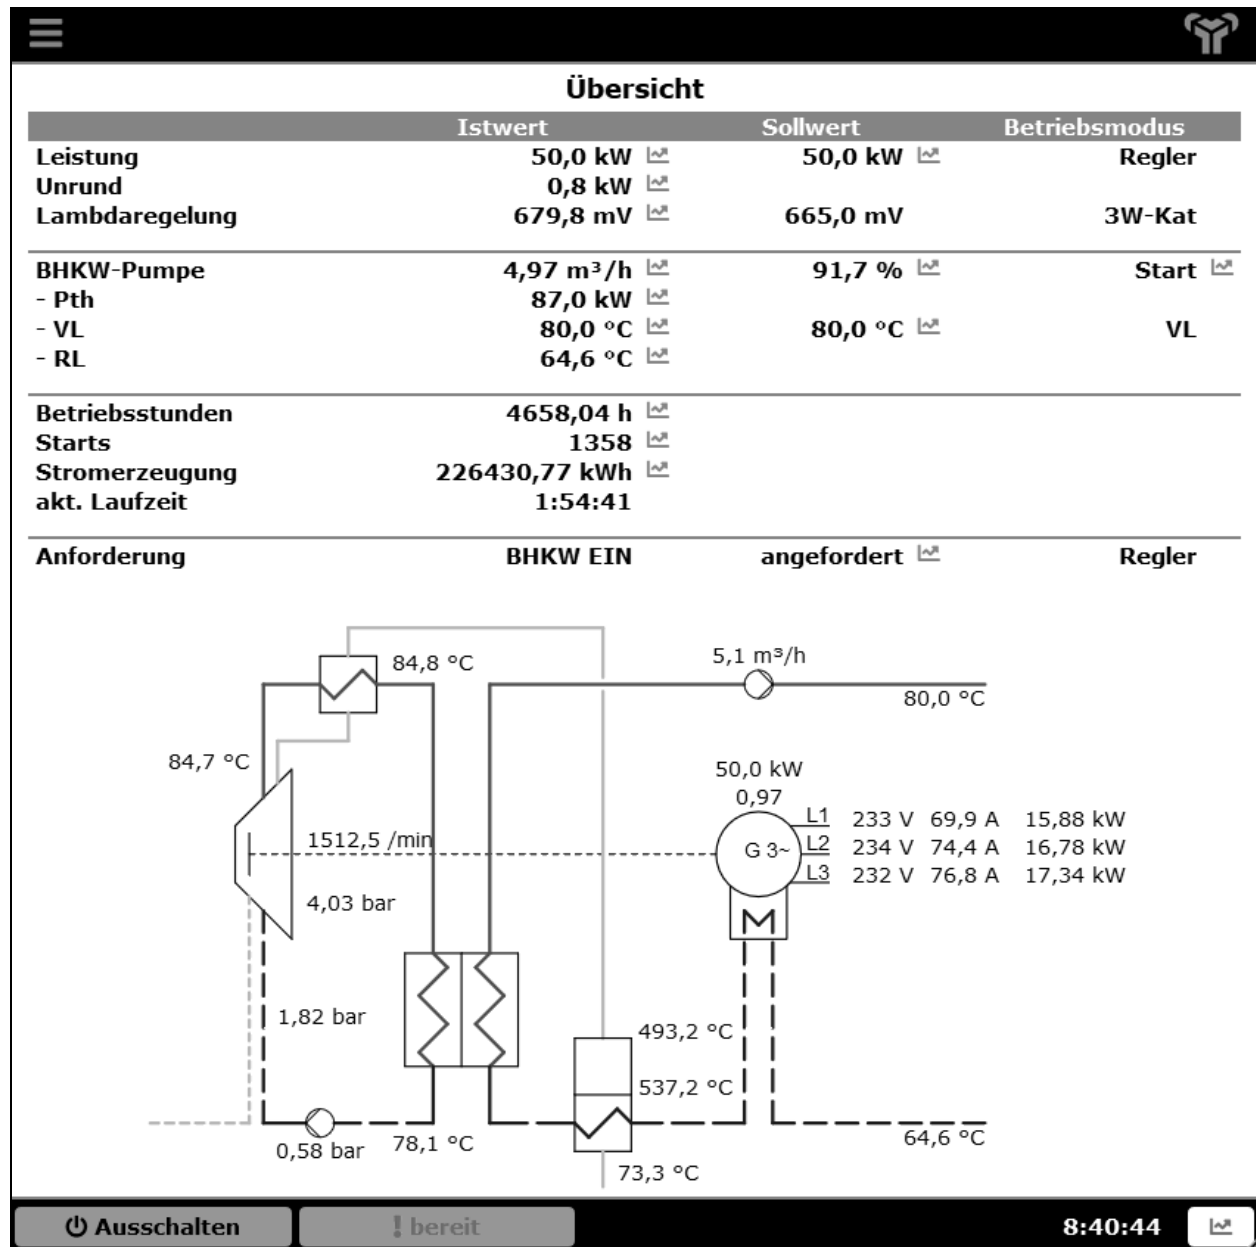 Übersicht
Istwert Sollwert Betriebsmodus
Leistung 50,0 kW 50,0 kW Regler
Unrund 0,8 kW
Lambdaregelung 679,8 mV 665,0 mV 3W-Kat
BHKW-Pumpe 4,97 m³/h 91,7 % Start
- Pth 87,0 kW
- VL 80,0 °C 80,0 °C VL
- RL 64,6 °C
Betriebsstunden 4658,04 h
Starts 1358
Stromerzeugung 226430,77 kWh
akt. Laufzeit 1:54:41
Anforderung BHKW EIN angefordert Regler
84,8 °C 5,1 m³/h
80,0 °C
84,7 °C 50,0 kW
0,97
L1 233 V 69,9 A 15,88 kW
1512,5 /min G 3~ L2 234 V 74,4 A 16,78 kW
L3 232 V 76,8 A 17,34 kW
4,03 bar
1,82 bar 493,2 °C
537,2 °C
0,58 bar 78,1 °C 64,6 °C
73,3 °C
Ausschalten ! bereit 8:40:44